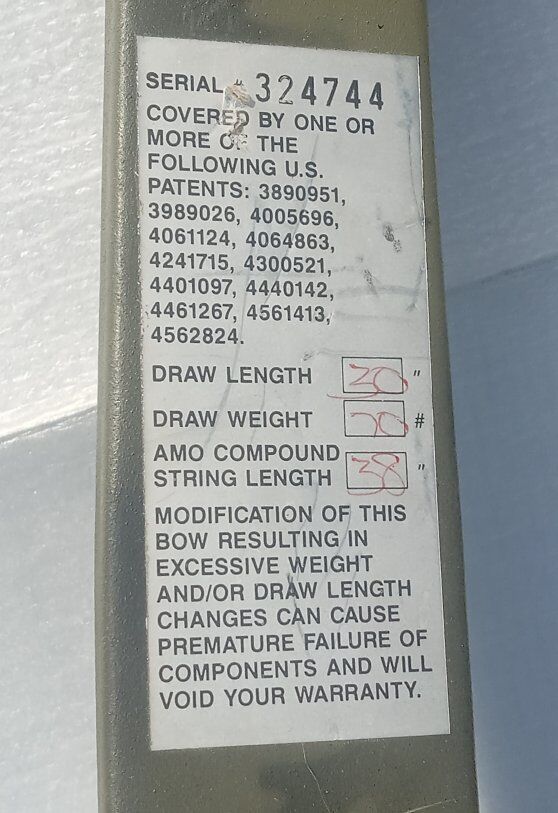 SERIAL # 324744
COVERED BY ONE OR
MORE OF THE
FOLLOWING U.S.
PATENTS: 3890951,
3989026, 4005696,
4061124, 4064863,
4241715, 4300521,
4401097, 4440142,
4461267, 4561413,
4562824.
DRAW LENGTH 30 "
DRAW WEIGHT 70 #
AMO COMPOUND
STRING LENGTH 38 "
MODIFICATION OF THIS
BOW RESULTING IN
EXCESSIVE WEIGHT
AND/OR DRAW LENGTH
CHANGES CAN CAUSE
PREMATURE FAILURE OF
COMPONENTS AND WILL
VOID YOUR WARRANTY.